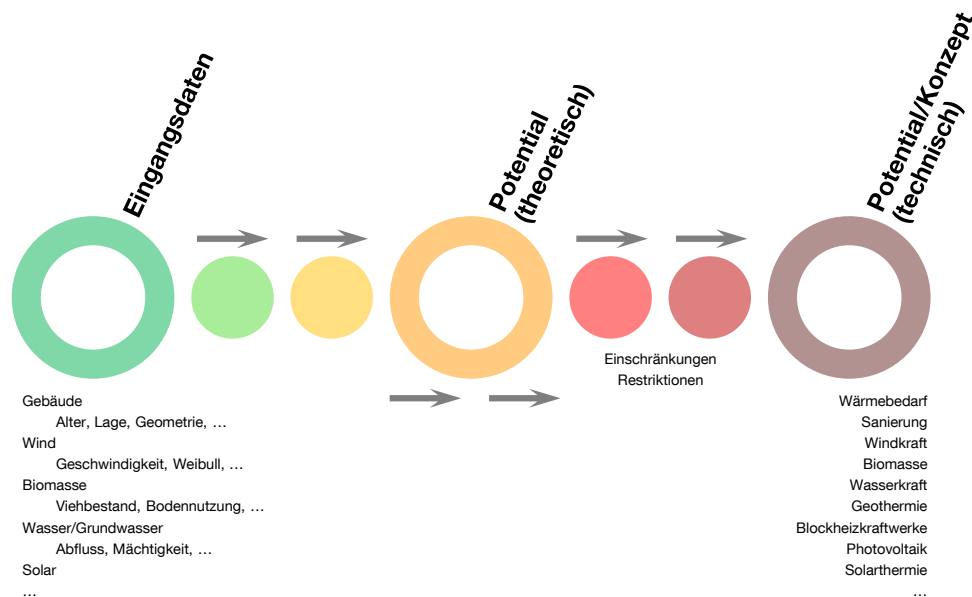 Eingangsdaten
Potential
(theoretisch)
Potential/Konzept
(technisch)
Einschränkungen
Restriktionen
Gebäude
Alter, Lage, Geometrie, …
Wind
Geschwindigkeit, Weibull, …
Biomasse
Viehbestand, Bodennutzung, …
Wasser/Grundwasser
Abfluss, Mächtigkeit, …
Solar
…
Wärmebedarf
Sanierung
Windkraft
Biomasse
Wasserkraft
Geothermie
Blockheizkraftwerke
Photovoltaik
Solarthermie
…